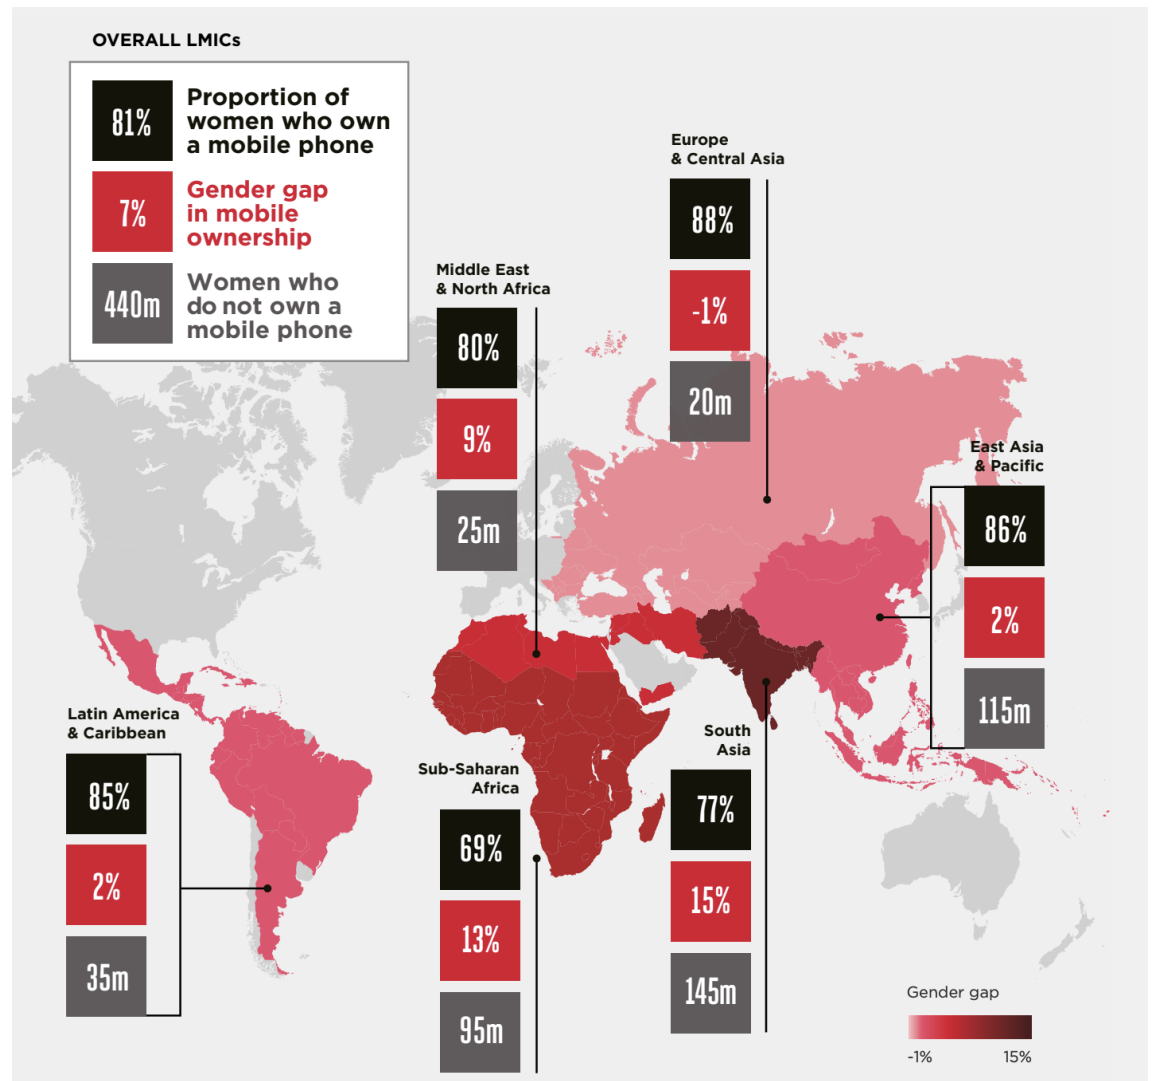 OVERALL LMICs
81%
Proportion of
women who own
a mobile phone
7%
Gender gap
in mobile
ownership
440m
Women who
do not own a
mobile phone
Europe
& Central Asia
88%
-1%
20m
Middle East
& North Africa
80%
9%
25m
East Asia
& Pacific
86%
2%
115m
Latin America
& Caribbean
85%
2%
35m
Sub-Saharan
Africa
69%
13%
95m
South
Asia
77%
15%
145m
Gender gap
-1%
15%